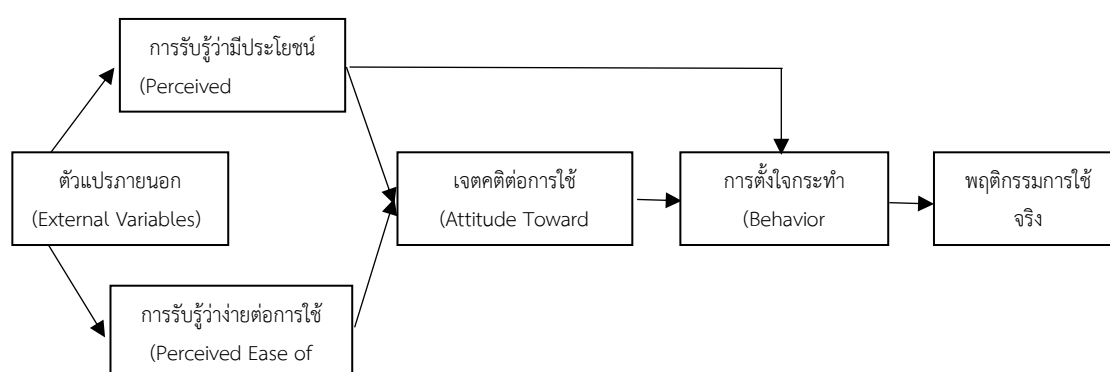 การรับรู้ว่ามีประโยชน์
(Perceived
ตัวแปรภายนอก
(External Variables)
เจตคติต่อการใช้
(Attitude Toward
การตั้งใจกระทำ
(Behavior
พฤติกรรมการใช้
จริง
การรับรู้ว่าง่ายต่อการใช้
(Perceived Ease of